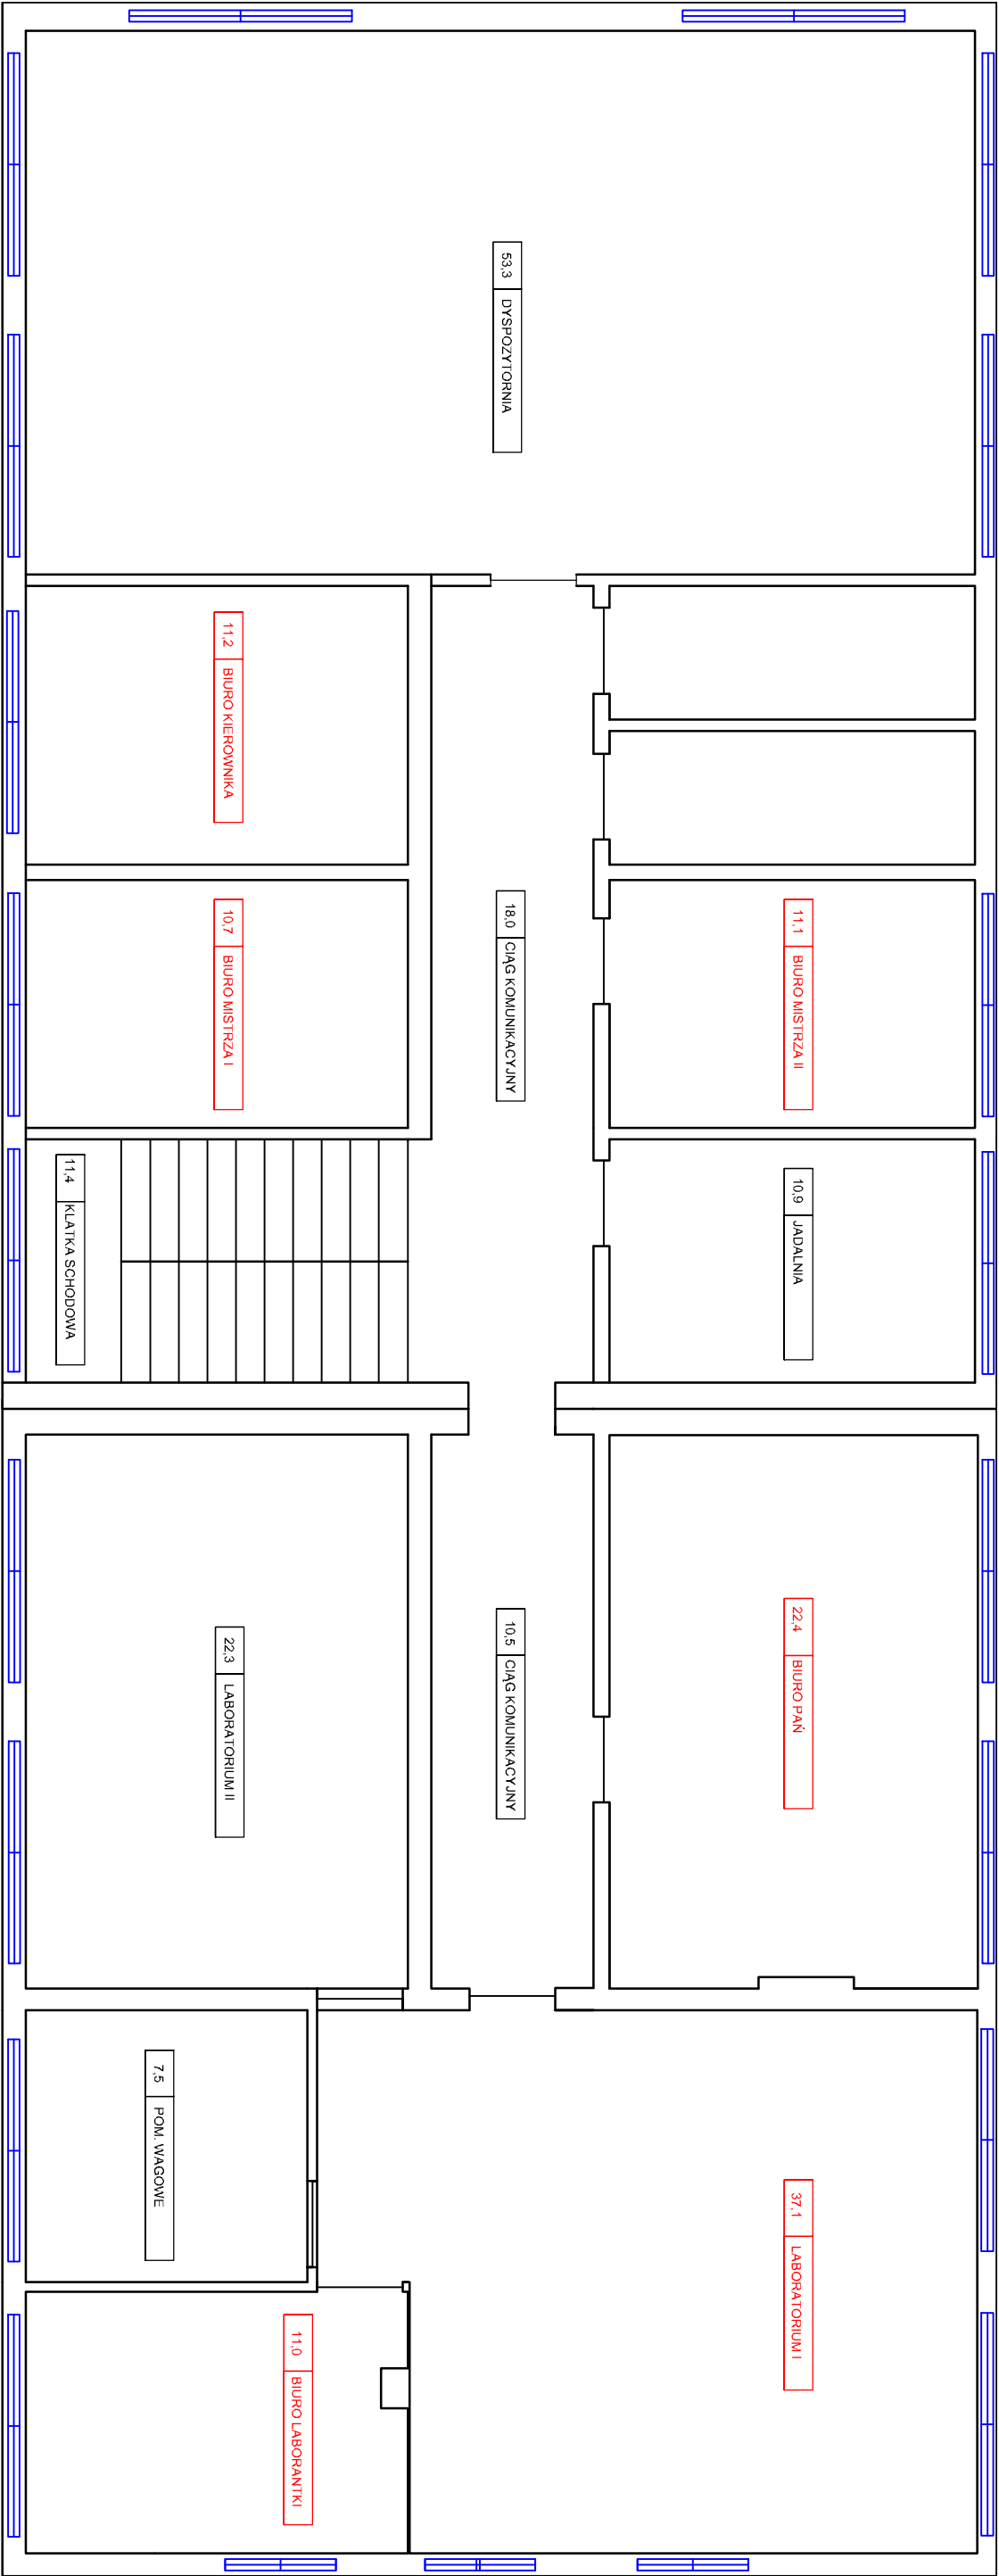 53,3 DYSPOZYTORNIA
11,2 BIURO KIEROWNIKA
10,7 BIURO MISTRZA I
18,0 CIĄG KOMUNIKACYJNY
11,1 BIURO MISTRZA II
11,4 KLATKA SCHODOWA
10,9 JADALNIA
22,3 LABORATORIUM II
10,5 CIĄG KOMUNIKACYJNY
22,4 BIURO PAŃ
7,5 POM. WAGOWE
37,1 LABORATORIUM I
11,0 BIURO LABORANTKI